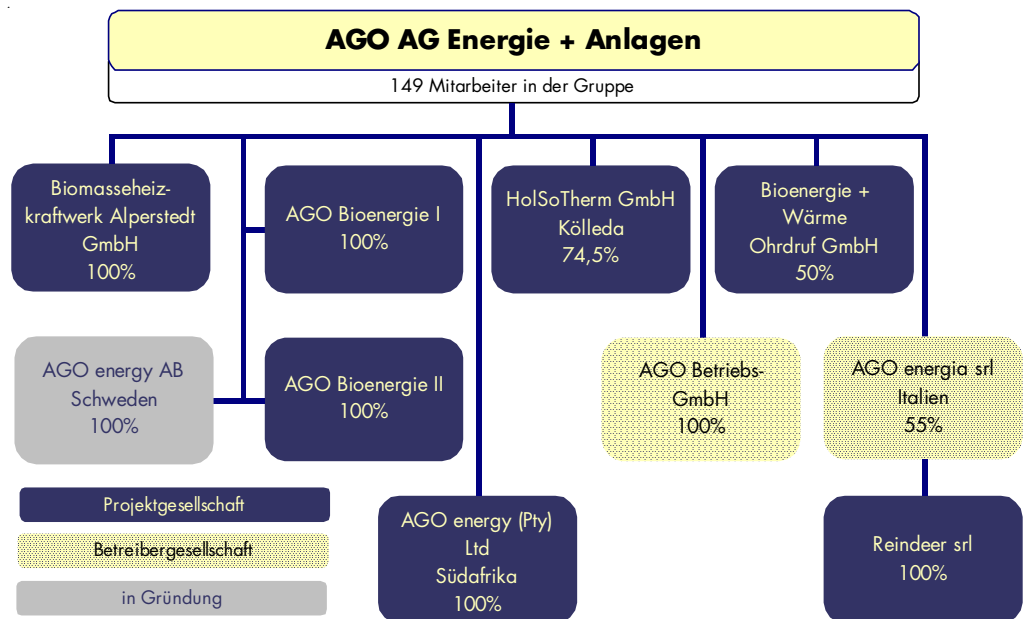 AGO AG Energie + Anlagen
149 Mitarbeiter in der Gruppe
Biomasseheiz-
kraftwerk Alperstedt
GmbH
100%
AGO Bioenergie I
100%
HolSoTherm GmbH
Kölleda
74,5%
Bioenergie +
Wärme
Ohrdruf GmbH
50%
AGO energy AB
Schweden
100%
AGO Bioenergie II
100%
AGO Betriebs-
GmbH
100%
AGO energia srl
Italien
55%
Projektgesellschaft
Betreibergesellschaft
in Gründung
AGO energy (Pty)
Ltd
Südafrika
100%
Reindeer srl
100%